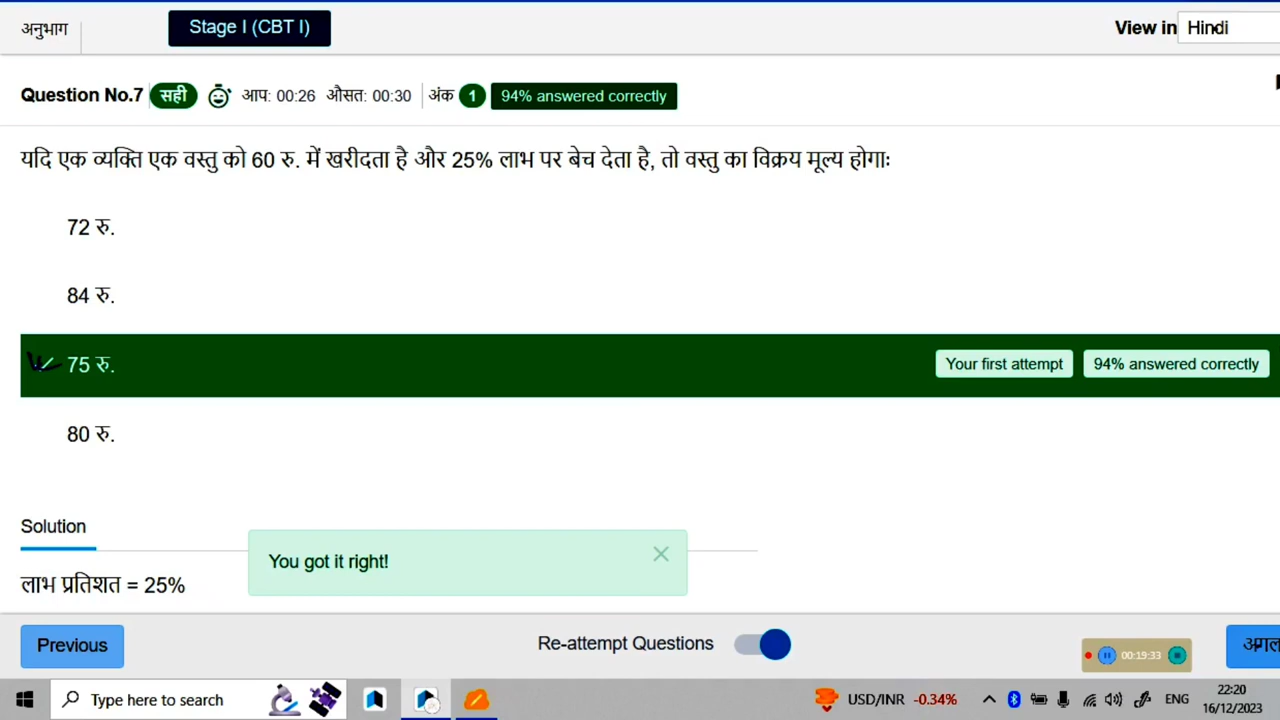 अनुभाग
Stage I (CBT I)
View in Hindi
Question No.7 सही आप: 00:26 औसत: 00:30 अंक 1 94% answered correctly
यदि एक व्यक्ति एक वस्तु को 60 रु. में खरीदता है और 25% लाभ पर बेच देता है, तो वस्तु का विक्रय मूल्य होगाः
72 रु.
84 रु.
75 रु. Your first attempt 94% answered correctly
80 रु.
Solution
You got it right!
लाभ प्रतिशत = 25%
Previous
Re-attempt Questions
00:19:33
Type here to search
USD/INR -0.34%
ENG
22:20
16/12/2023